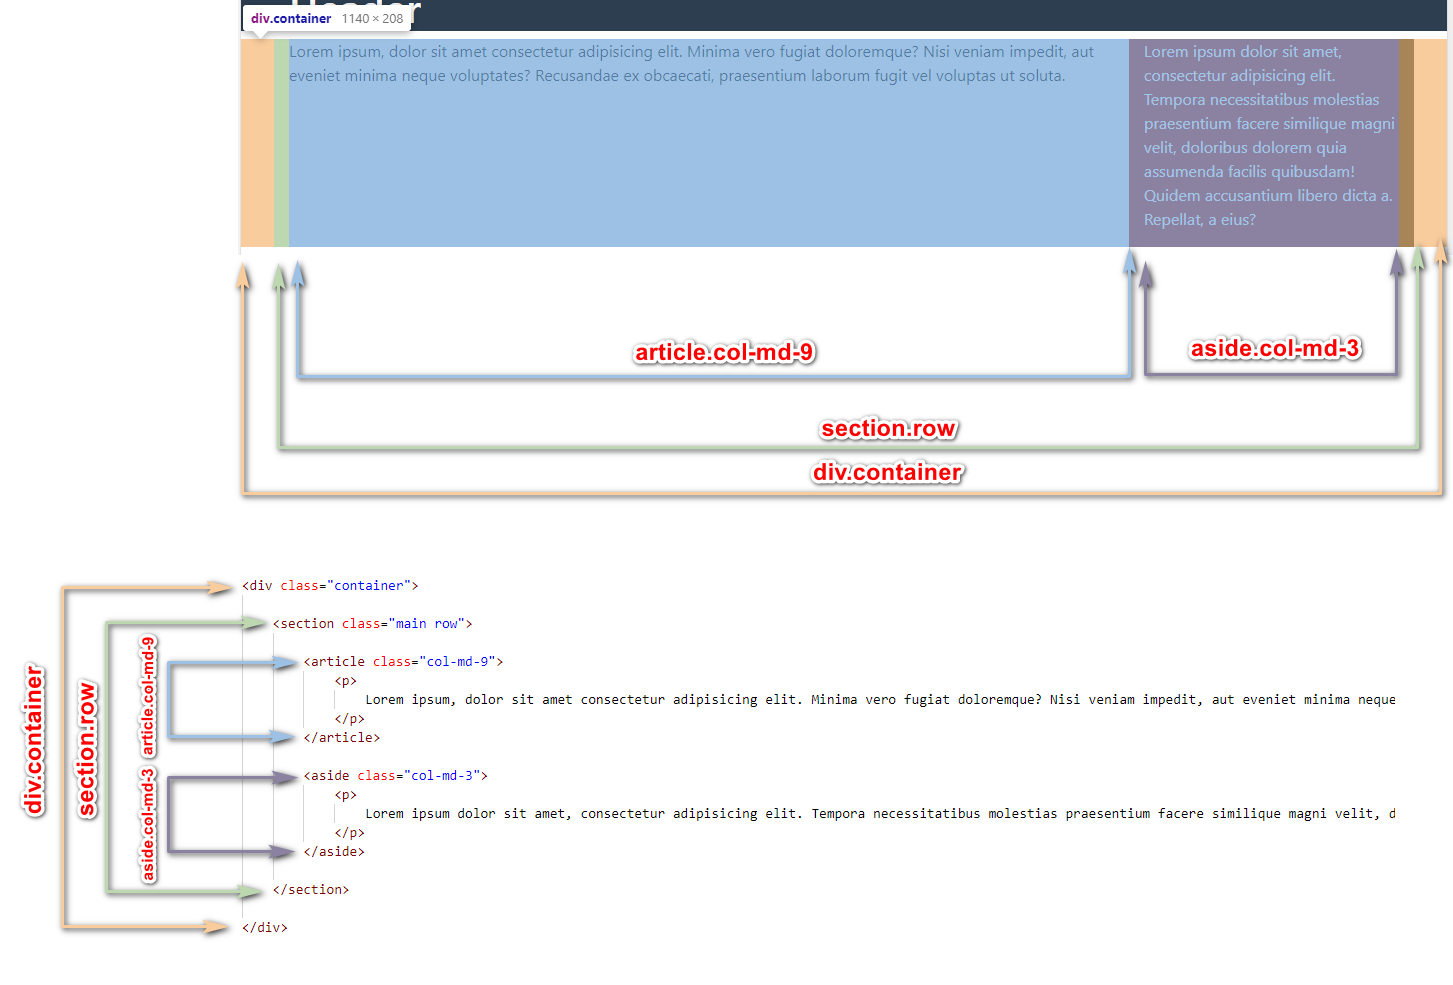 Header
div.container 1140 × 208
Lorem ipsum, dolor sit amet consectetur adipisicing elit. Minima vero fugiat doloremque? Nisi veniam impedit, aut
eveniet minima neque voluptates? Recusandae ex obcaecati, praesentium laborum fugit vel voluptas ut soluta.
Lorem ipsum dolor sit amet,
consectetur adipisicing elit.
Tempora necessitatibus molestias
praesentium facere similique magni
velit, doloribus dolorem quia
assumenda facilis quibusdam!
Quidem accusantium libero dicta a.
Repellat, a eius?
article.col-md-9
aside.col-md-3
section.row
div.container
div.container
section.row
article.col-md-9
aside.col-md-3
<div class="container">
<section class="main row">
<article class="col-md-9">
<p>
Lorem ipsum, dolor sit amet consectetur adipisicing elit. Minima vero fugiat doloremque? Nisi veniam impedit, aut eveniet minima neque
</p>
</article>
<aside class="col-md-3">
<p>
Lorem ipsum dolor sit amet, consectetur adipisicing elit. Tempora necessitatibus molestias praesentium facere similique magni velit, d
</p>
</aside>
</section>
</div>